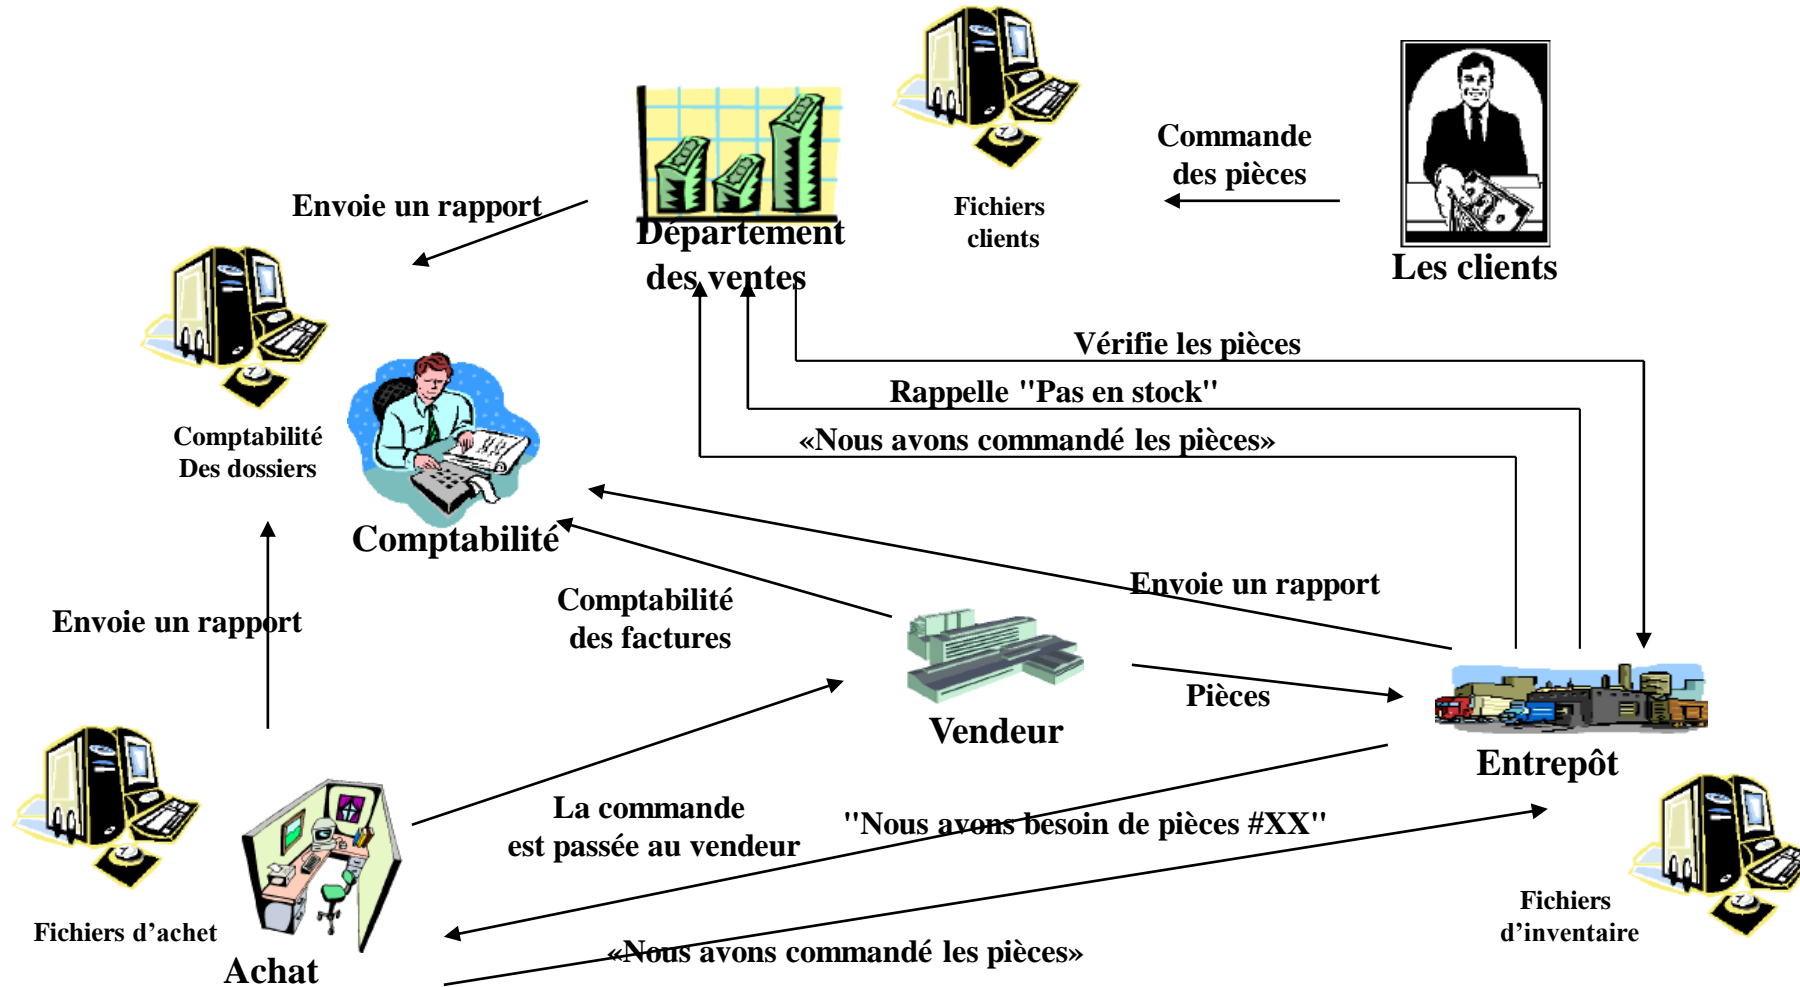 Commande
des pièces
Envoie un rapport
Fichiers
clients
Département
des ventes
Les clients
Vérifie les pièces
Rappelle "Pas en stock"
«Nous avons commandé les pièces»
Comptabilité
Des dossiers
Comptabilité
Envoie un rapport
Comptabilité
des factures
Envoie un rapport
Pièces
Vendeur
Entrepôt
La commande
est passée au vendeur
"Nous avons besoin de pièces #XX"
Fichiers d’achet
Fichiers
d’inventaire
«Nous avons commandé les pièces»
Achat